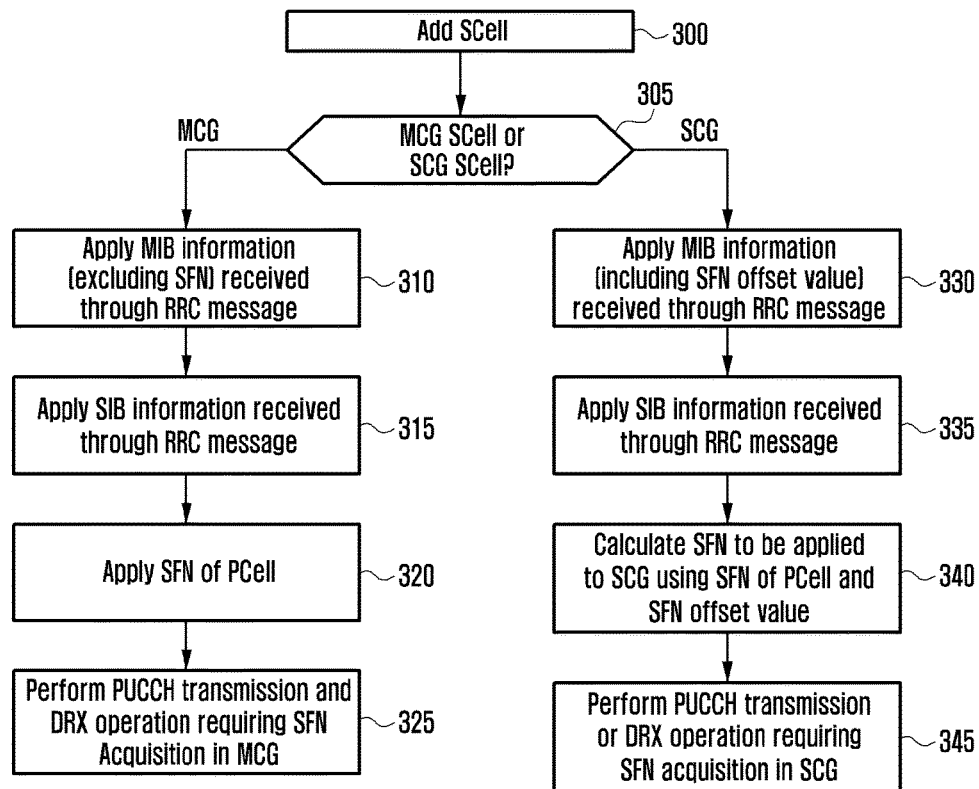 Add SCell
300
305
MCG
MCG SCell or
SCG SCell?
SCG
Apply MIB information
(excluding SFN) received
through RRC message
310
Apply MIB information
(including SFN offset value)
received through RRC message
330
Apply SIB information received
through RRC message
315
Apply SIB information received
through RRC message
335
Apply SFN of PCell
320
Calculate SFN to be applied
to SCG using SFN of PCell and
SFN offset value
340
Perform PUCCH transmission and
DRX operation requiring SFN
Acquisition in MCG
325
Perform PUCCH transmission
or DRX operation requiring
SFN acquisition in SCG
345